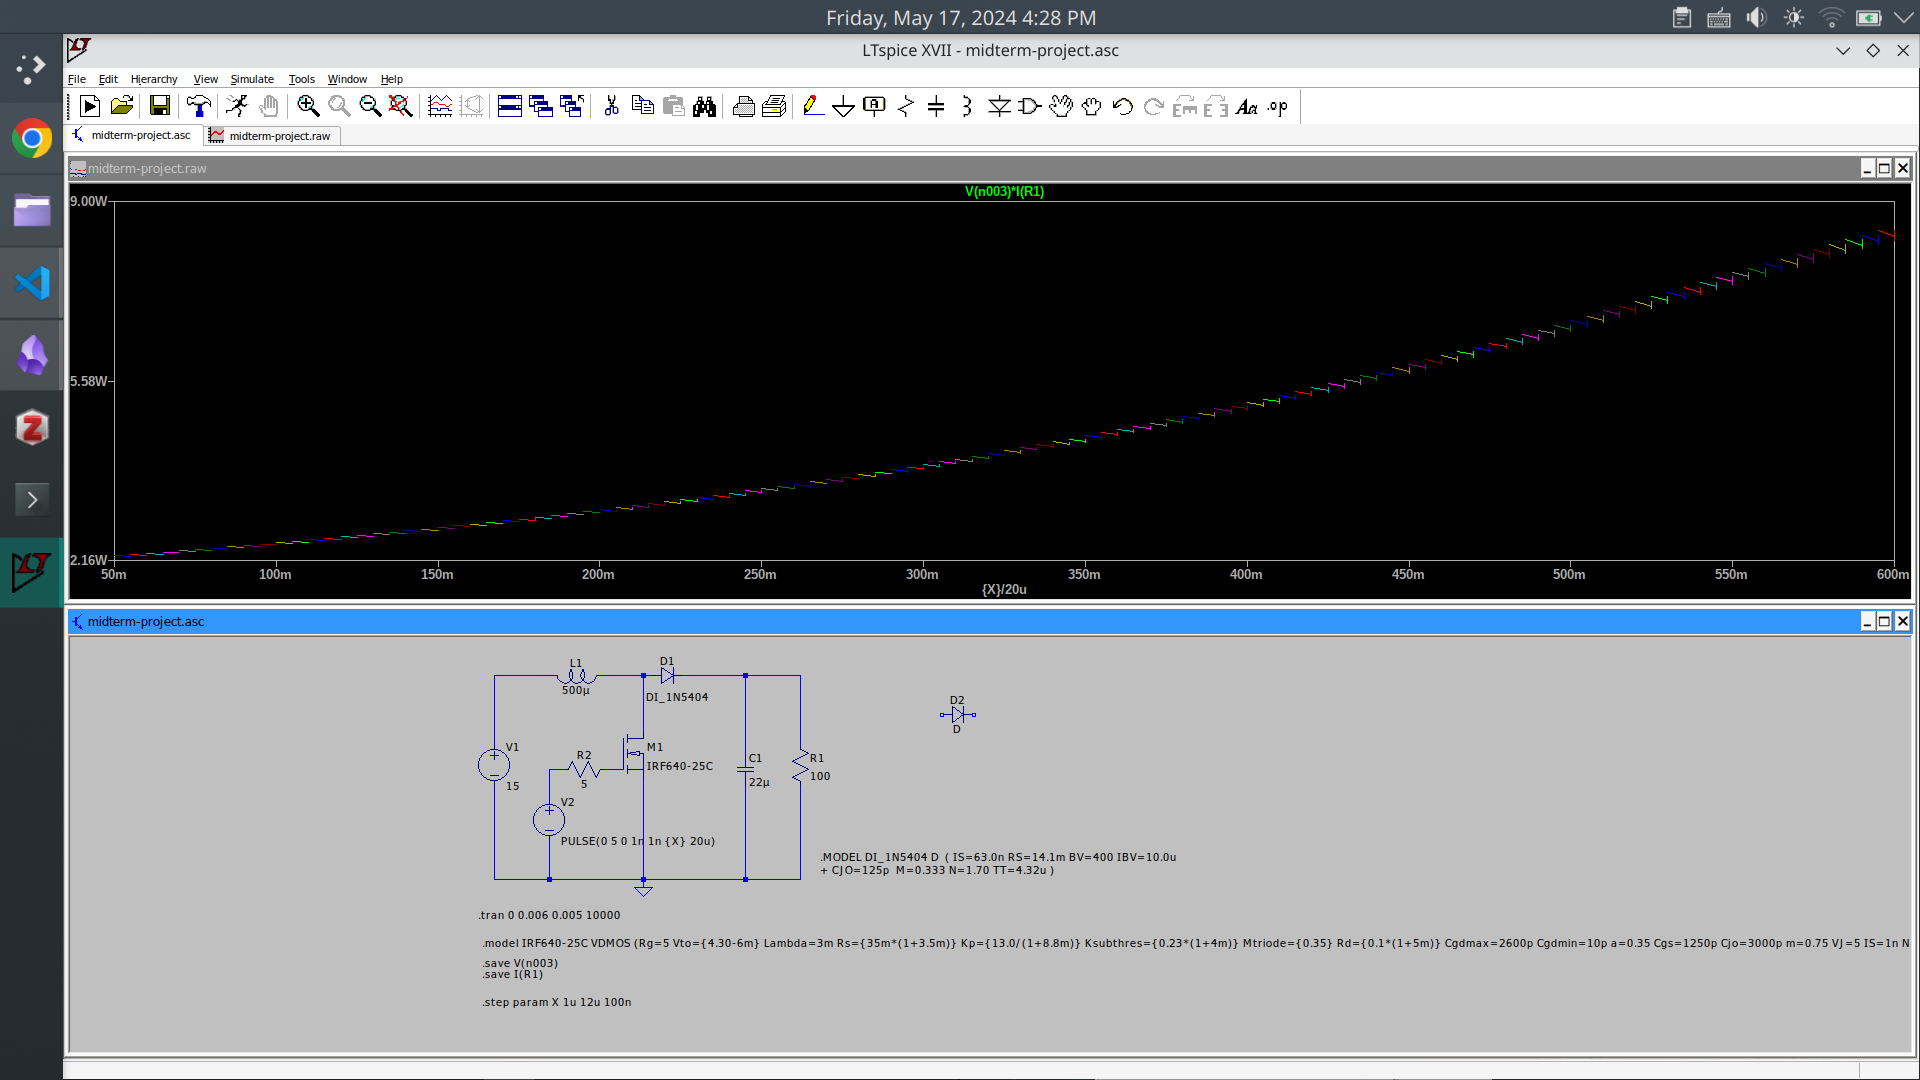 Friday, May 17, 2024 4:28 PM
LTspice XVII - midterm-project.asc
File Edit Hierarchy View Simulate Tools Window Help
midterm-project.asc midterm-project.raw
midterm-project.raw
V(n003)*I(R1)
9.00W
5.58W
2.16W
50m 100m 150m 200m 250m 300m 350m 400m 450m 500m 550m 600m
{X}/20u
midterm-project.asc
L1
500µ
D1
DI_1N5404
D2
D
V1
15
R2
5
M1
IRF640-25C
C1
22µ
R1
100
V2
PULSE(0 5 0 1n 1n {X} 20u)
.MODEL DI_1N5404 D ( IS=63.0n RS=14.1m BV=400 IBV=10.0u
+ CJO=125p M=0.333 N=1.70 TT=4.32u )
.tran 0 0.006 0.005 10000
.model IRF640-25C VDMOS (Rg=5 Vto={4.30-6m} Lambda=3m Rs={35m*(1+3.5m)} Kp={13.0/(1+8.8m)} Ksubthres={0.23*(1+4m)} Mtriode={0.35} Rd={0.1*(1+5m)} Cgdmax=2600p Cgdmin=10p a=0.35 Cgs=1250p Cjo=3000p m=0.75 VJ=5 IS=1n N
.save V(n003)
.save I(R1)
.step param X 1u 12u 100n